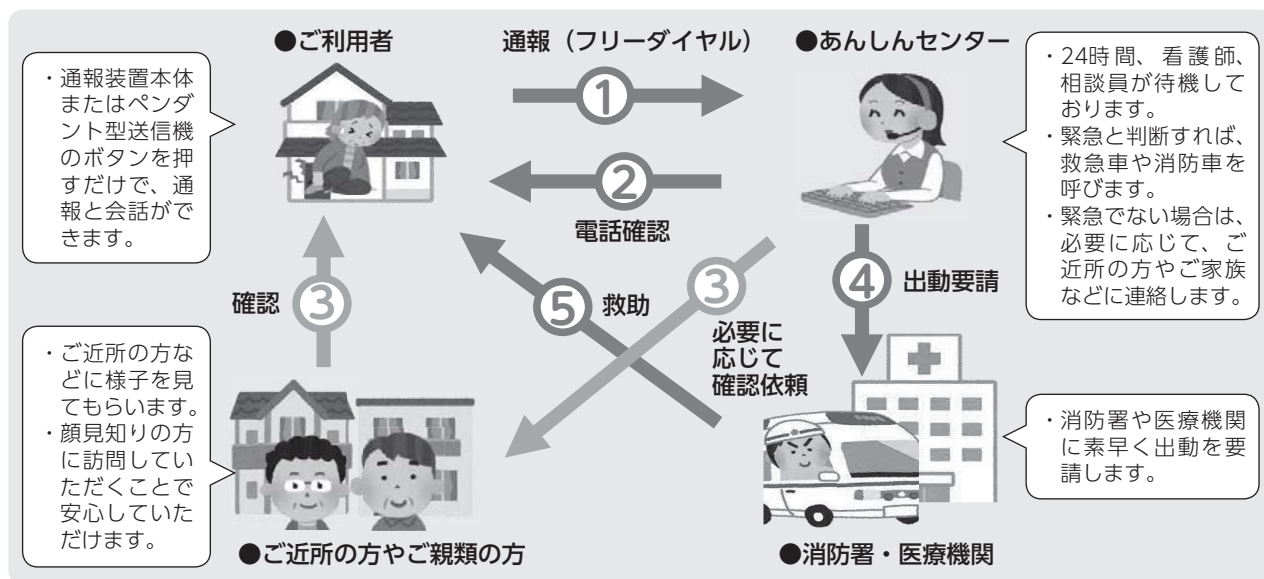 ●ご利用者
通報（フリーダイヤル）
●あんしんセンター
・通報装置本体
またはペンダ
ント型送信機
のボタンを押
すだけで、通
報と会話がで
きます。
①
②
電話確認
・24時間、看護師、
相談員が待機して
おります。
・緊急と判断すれば、
救急車や消防車を
呼びます。
・緊急でない場合は、
必要に応じて、ご
近所の方やご家族
などに連絡します。
確認
③
③
必要に
応じて
確認依頼
④
出動要請
⑤
救助
・ご近所の方な
どに様子を見
てもらいます。
・顔見知りの方
に訪問してい
ただくことで
安心していた
だけます。
・消防署や医療機関
に素早く出動を要
請します。
●ご近所の方やご親類の方
●消防署・医療機関